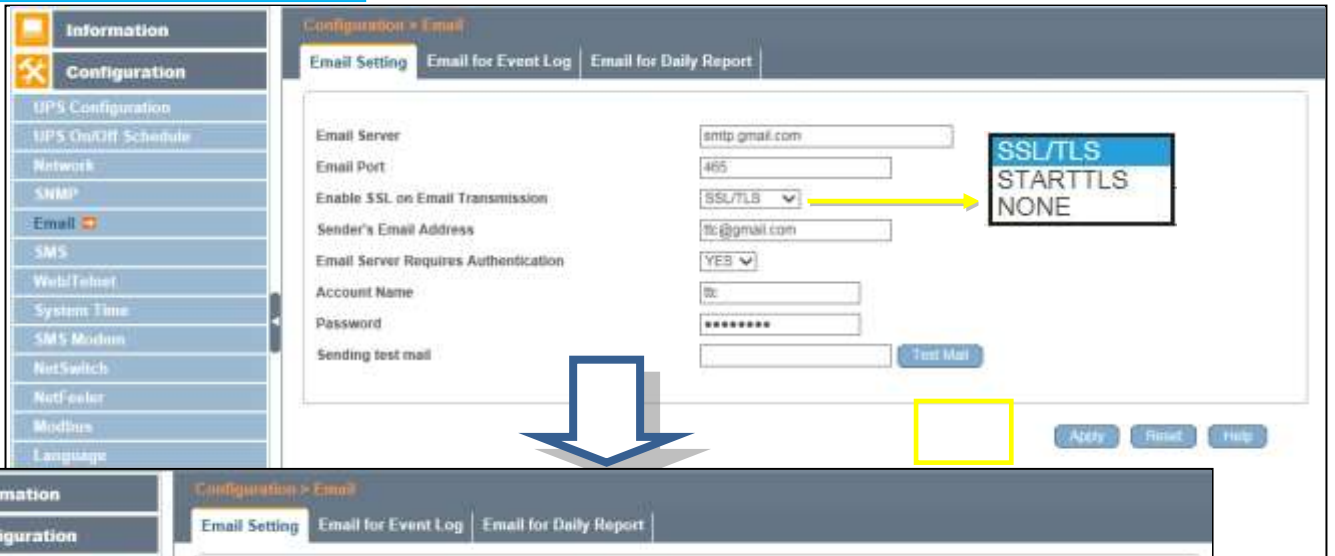 Information
Configuration
UPS Configuration
UPS On/Off Schedule
Network
SNMP
Email
SMS
Web/Telnet
System Time
SMS Modem
NetSwitch
NetFeeler
Modbus
Language
Configuration > Email
Email Setting Email for Event Log Email for Daily Report
Email Server smtp.gmail.com
Email Port 465
Enable SSL on Email Transmission SSL/TLS
Sender's Email Address ttc@gmail.com
Email Server Requires Authentication YES
Account Name ttc
Password ••••••••
Sending test mail Test Mail
SSL/TLS
STARTTLS
NONE
Apply Reset Help
mation
iguration
Configuration > Email
Email Setting Email for Event Log Email for Daily Report